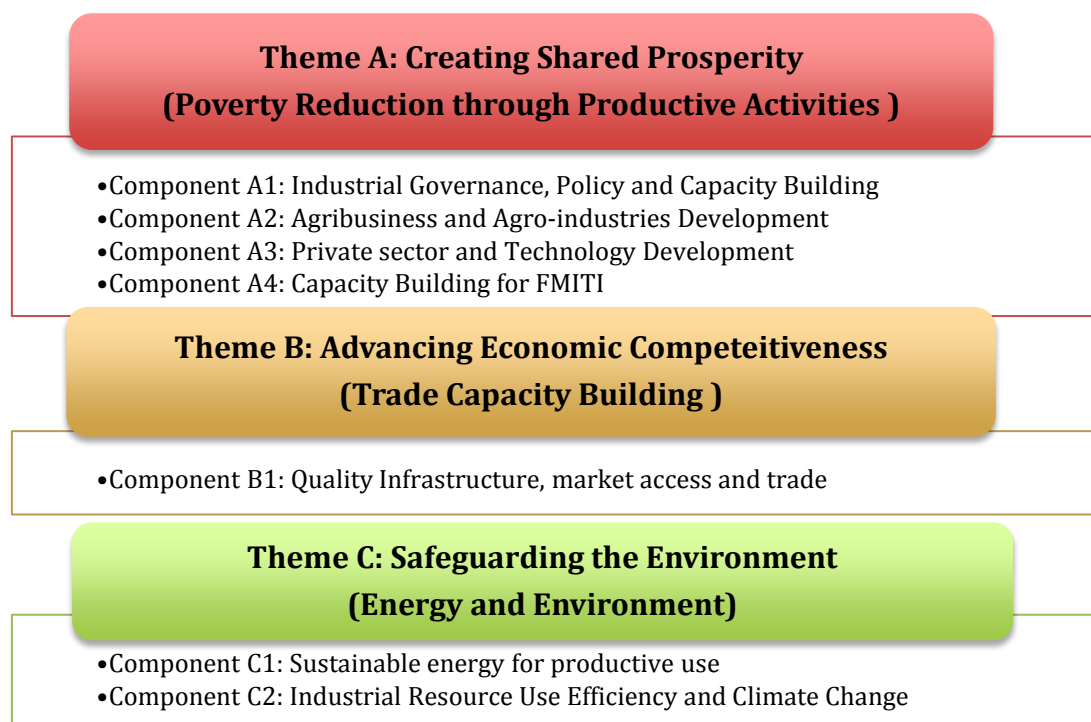 Theme A: Creating Shared Prosperity
(Poverty Reduction through Productive Activities )
•Component A1: Industrial Governance, Policy and Capacity Building
•Component A2: Agribusiness and Agro-industries Development
•Component A3: Private sector and Technology Development
•Component A4: Capacity Building for FMITI
Theme B: Advancing Economic Competeitiveness
(Trade Capacity Building )
•Component B1: Quality Infrastructure, market access and trade
Theme C: Safeguarding the Environment
(Energy and Environment)
•Component C1: Sustainable energy for productive use
•Component C2: Industrial Resource Use Efficiency and Climate Change